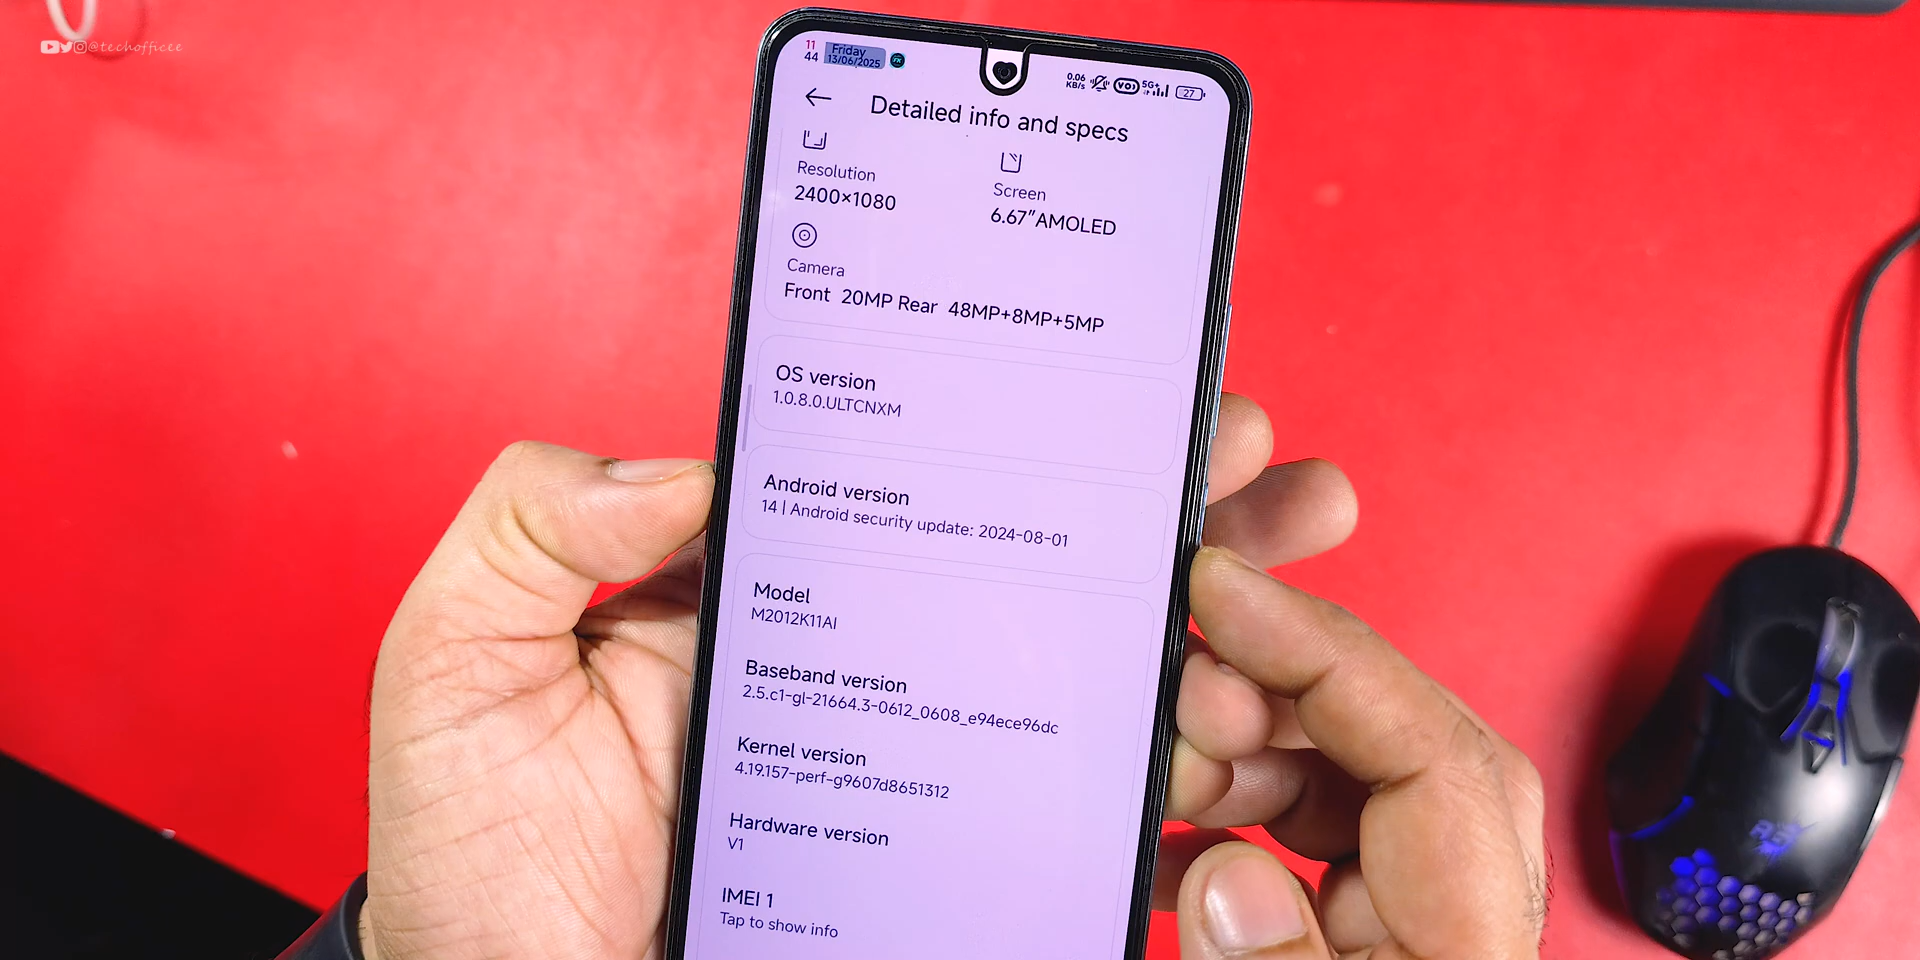 @techofficee
11
44
Friday
13/06/2025
0.06
KB/s
VO)
5G+
27
Detailed info and specs
Resolution
2400×1080
Screen
6.67"AMOLED
Camera
Front 20MP Rear 48MP+8MP+5MP
OS version
1.0.8.0.ULTCNXM
Android version
14 | Android security update: 2024-08-01
Model
M2012K11AI
Baseband version
2.5.c1-gl-21664.3-0612_0608_e94ece96dc
Kernel version
4.19.157-perf-g9607d8651312
Hardware version
V1
IMEI 1
Tap to show info